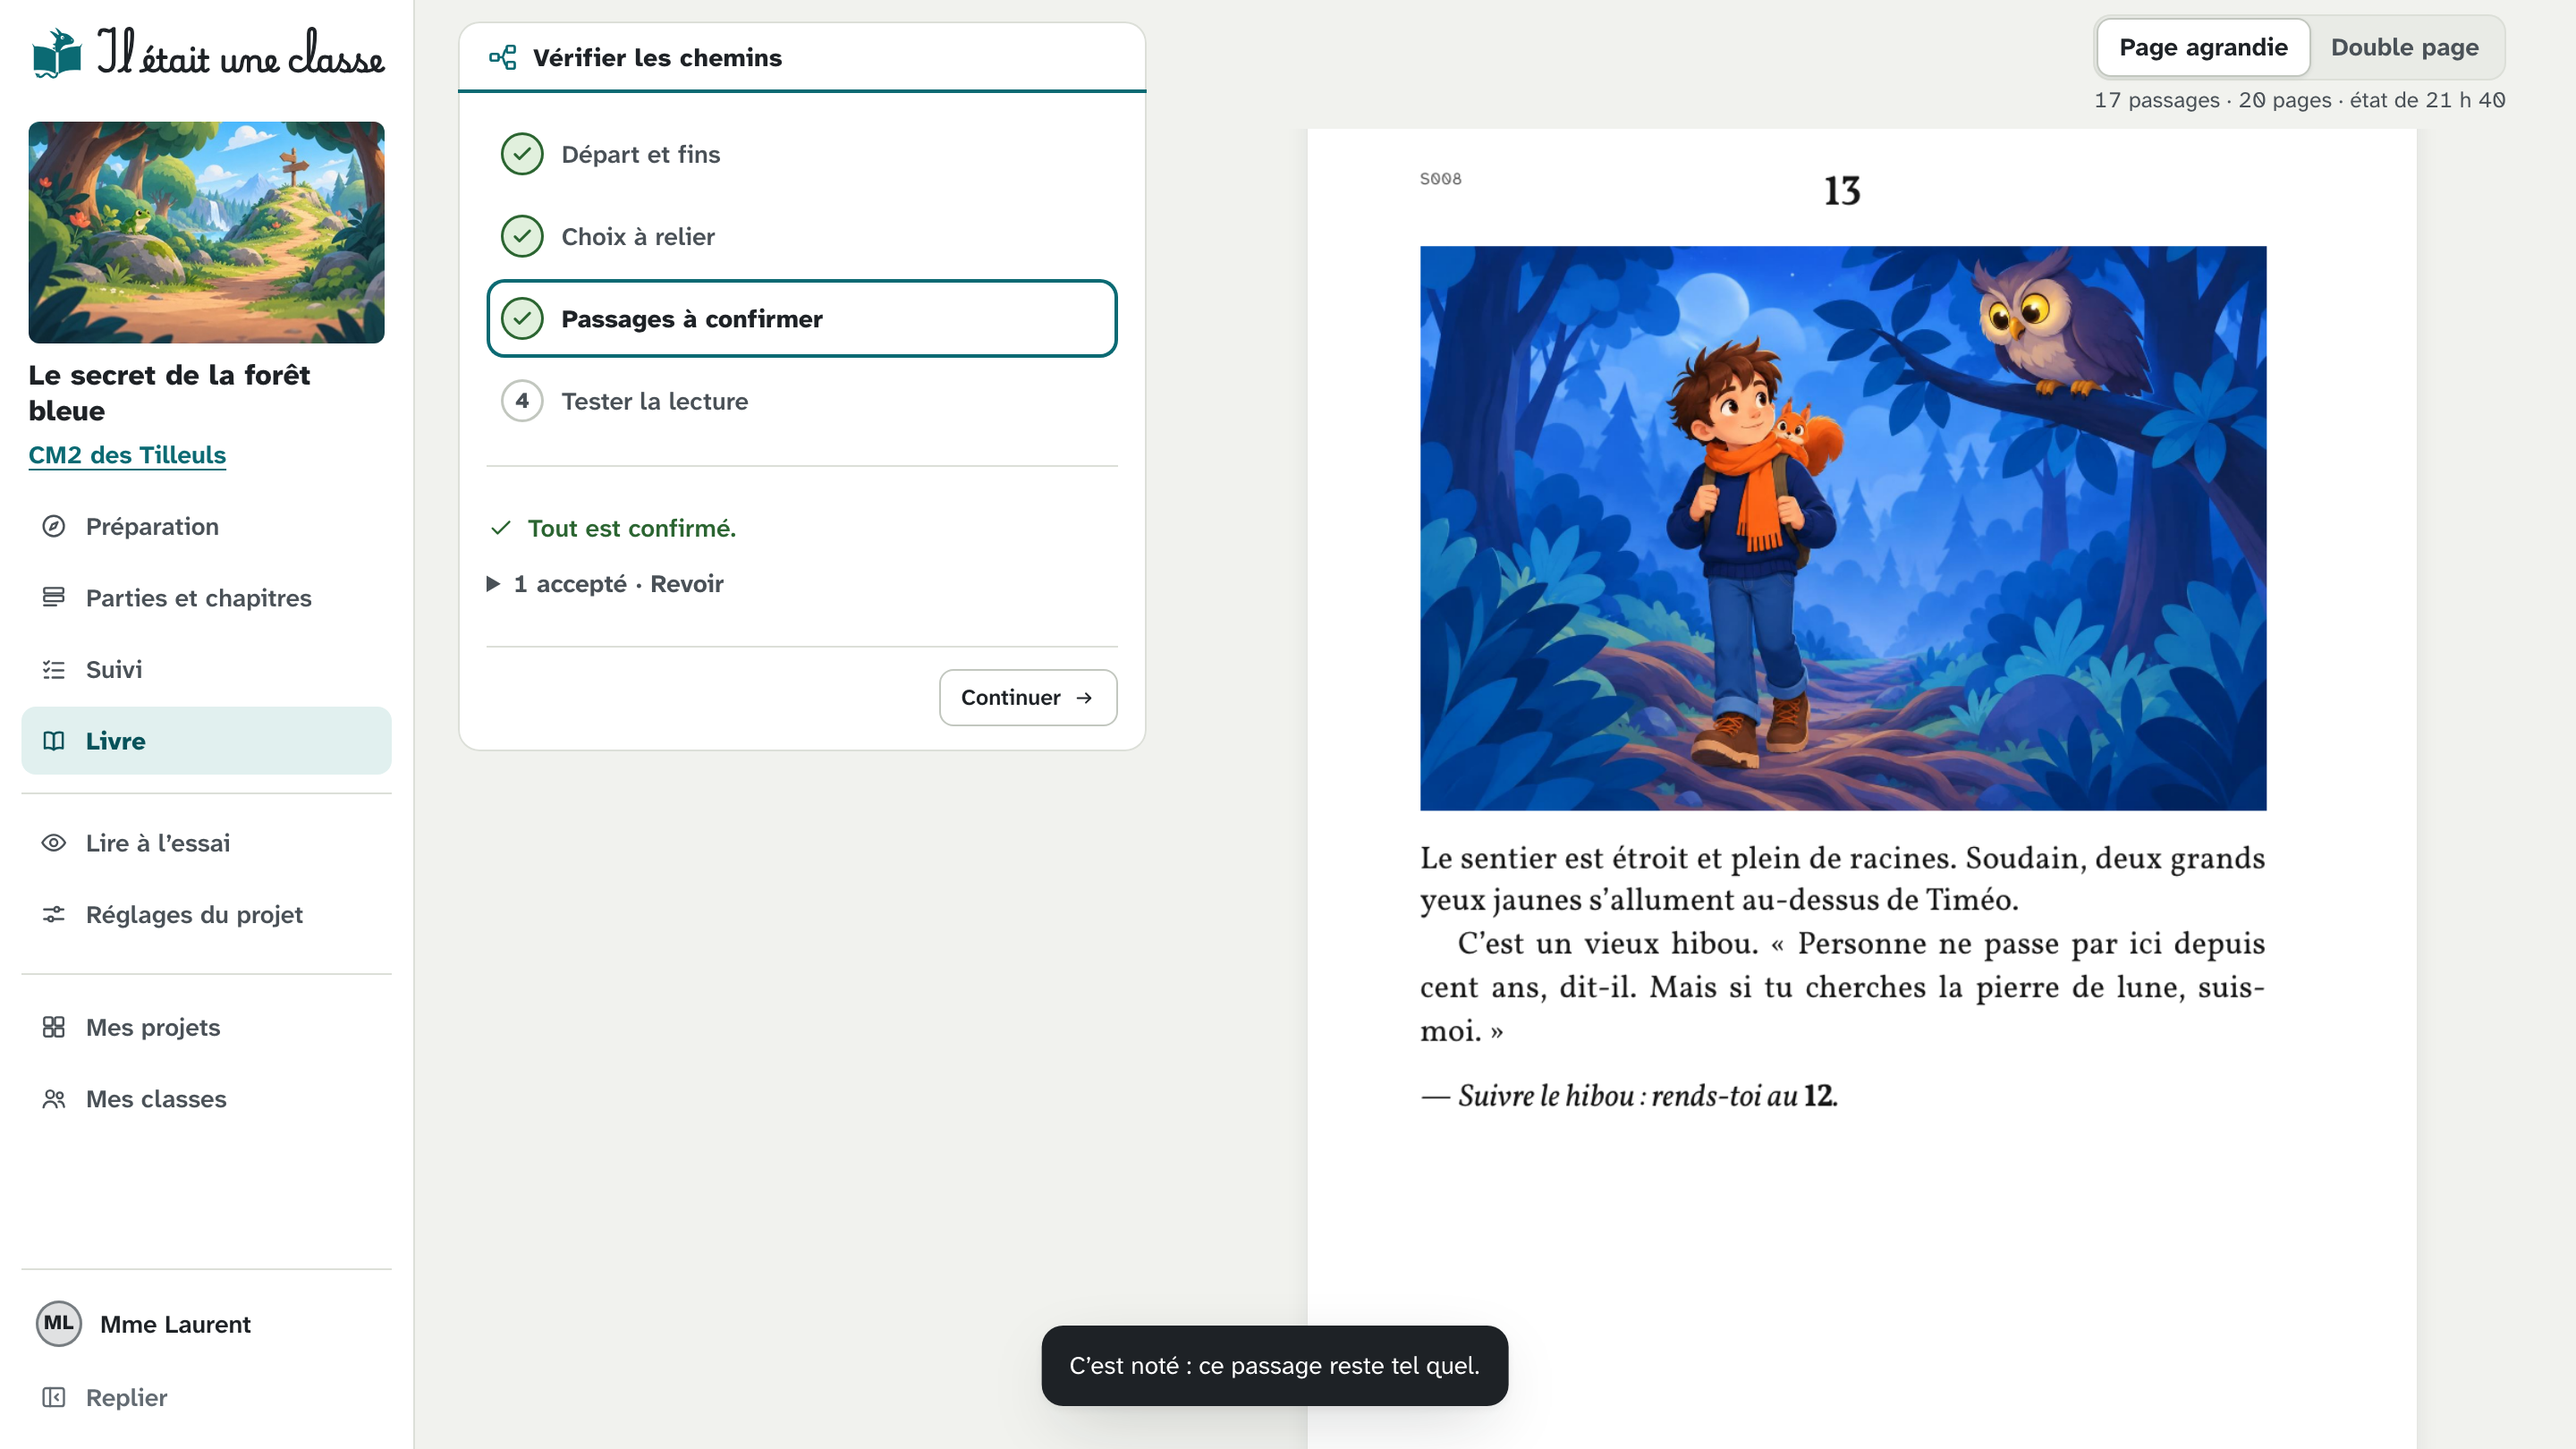 Il était une classe
Le secret de la forêt
bleue
CM2 des Tilleuls
Préparation
Parties et chapitres
Suivi
Livre
Lire à l’essai
Réglages du projet
Mes projets
Mes classes
ML
Mme Laurent
Replier
Vérifier les chemins
Départ et fins
Choix à relier
Passages à confirmer
4 Tester la lecture
Tout est confirmé.
1 accepté · Revoir
Continuer →
Page agrandie
Double page
17 passages · 20 pages · état de 21 h 40
S008
13
Le sentier est étroit et plein de racines. Soudain, deux grands
yeux jaunes s’allument au-dessus de Timéo.
C’est un vieux hibou. « Personne ne passe par ici depuis
cent ans, dit-il. Mais si tu cherches la pierre de lune, suis-
moi. »
— Suivre le hibou : rends-toi au 12.
C’est noté : ce passage reste tel quel.